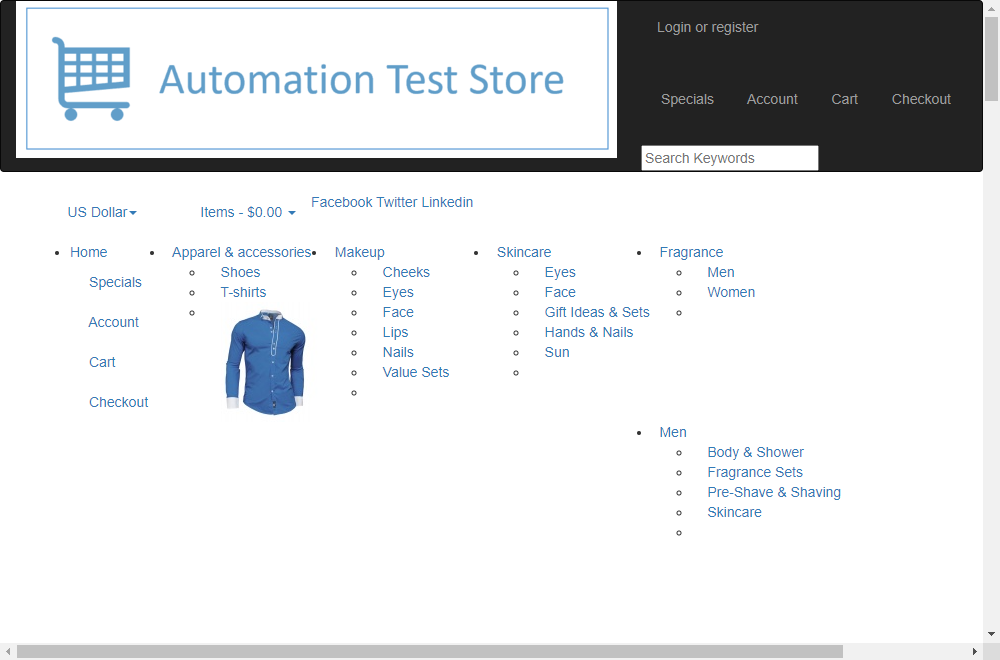 Automation Test Store
Login or register
Specials
Account
Cart
Checkout
Search Keywords
US Dollar
Items - $0.00
Facebook Twitter Linkedin
Home
Specials
Account
Cart
Checkout
Apparel & accessories
Shoes
T-shirts
Makeup
Cheeks
Eyes
Face
Lips
Nails
Value Sets
Skincare
Eyes
Face
Gift Ideas & Sets
Hands & Nails
Sun
Fragrance
Men
Women
Men
Body & Shower
Fragrance Sets
Pre-Shave & Shaving
Skincare